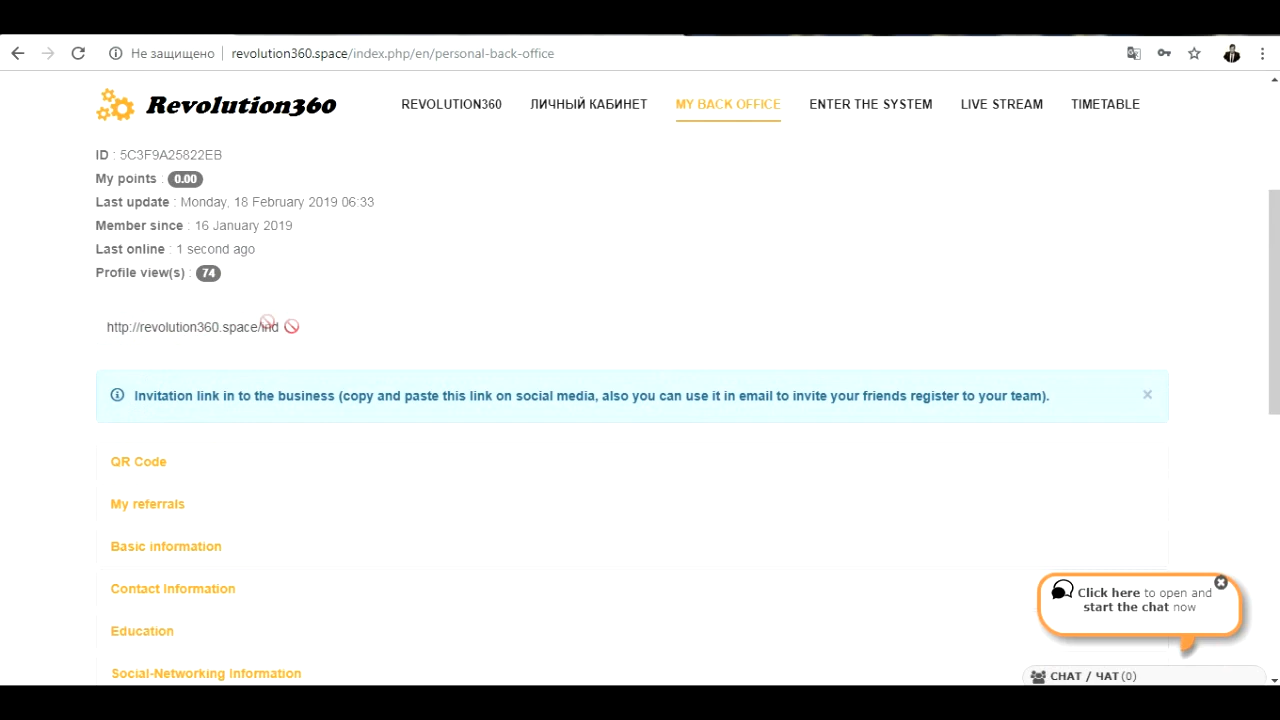 Не защищено
revolution360.space/index.php/en/personal-back-office
Revolution360
REVOLUTION360
ЛИЧНЫЙ КАБИНЕТ
MY BACK OFFICE
ENTER THE SYSTEM
LIVE STREAM
TIMETABLE
ID : 5C3F9A25822EB
My points : 0.00
Last update : Monday, 18 February 2019 06:33
Member since : 16 January 2019
Last online : 1 second ago
Profile view(s) : 74
http://revolution360.space/ind
Invitation link in to the business (copy and paste this link on social media, also you can use it in email to invite your friends register to your team).
×
QR Code
My referrals
Basic information
Contact Information
Education
Social-Networking Information
Click here to open and
start the chat now
CHAT / ЧАТ (0)